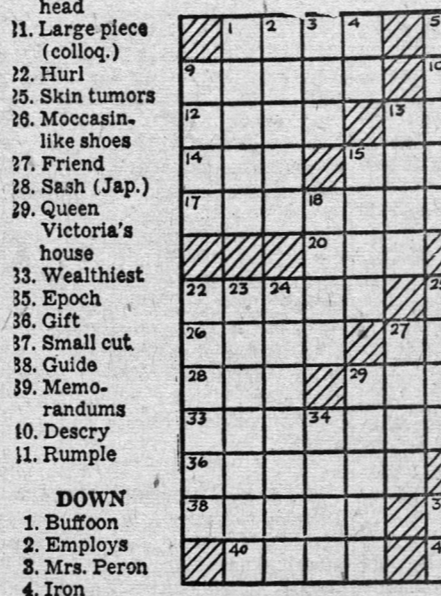 head
21. Large piece
(colloq.)
22. Hurl
25. Skin tumors
26. Moccasin-
like shoes
27. Friend
28. Sash (Jap.)
29. Queen
Victoria's
house
33. Wealthiest
35. Epoch
36. Gift
37. Small cut
38. Guide
39. Memo-
randums
40. Descry
41. Rumple
DOWN
1. Buffoon
2. Employs
3. Mrs. Peron
4. Iron
1 2 3 4 5
9 10
12 13
14 15
17 18
20
22 23 24 25
26 27
28 29
33 34
36
38 3
40 4